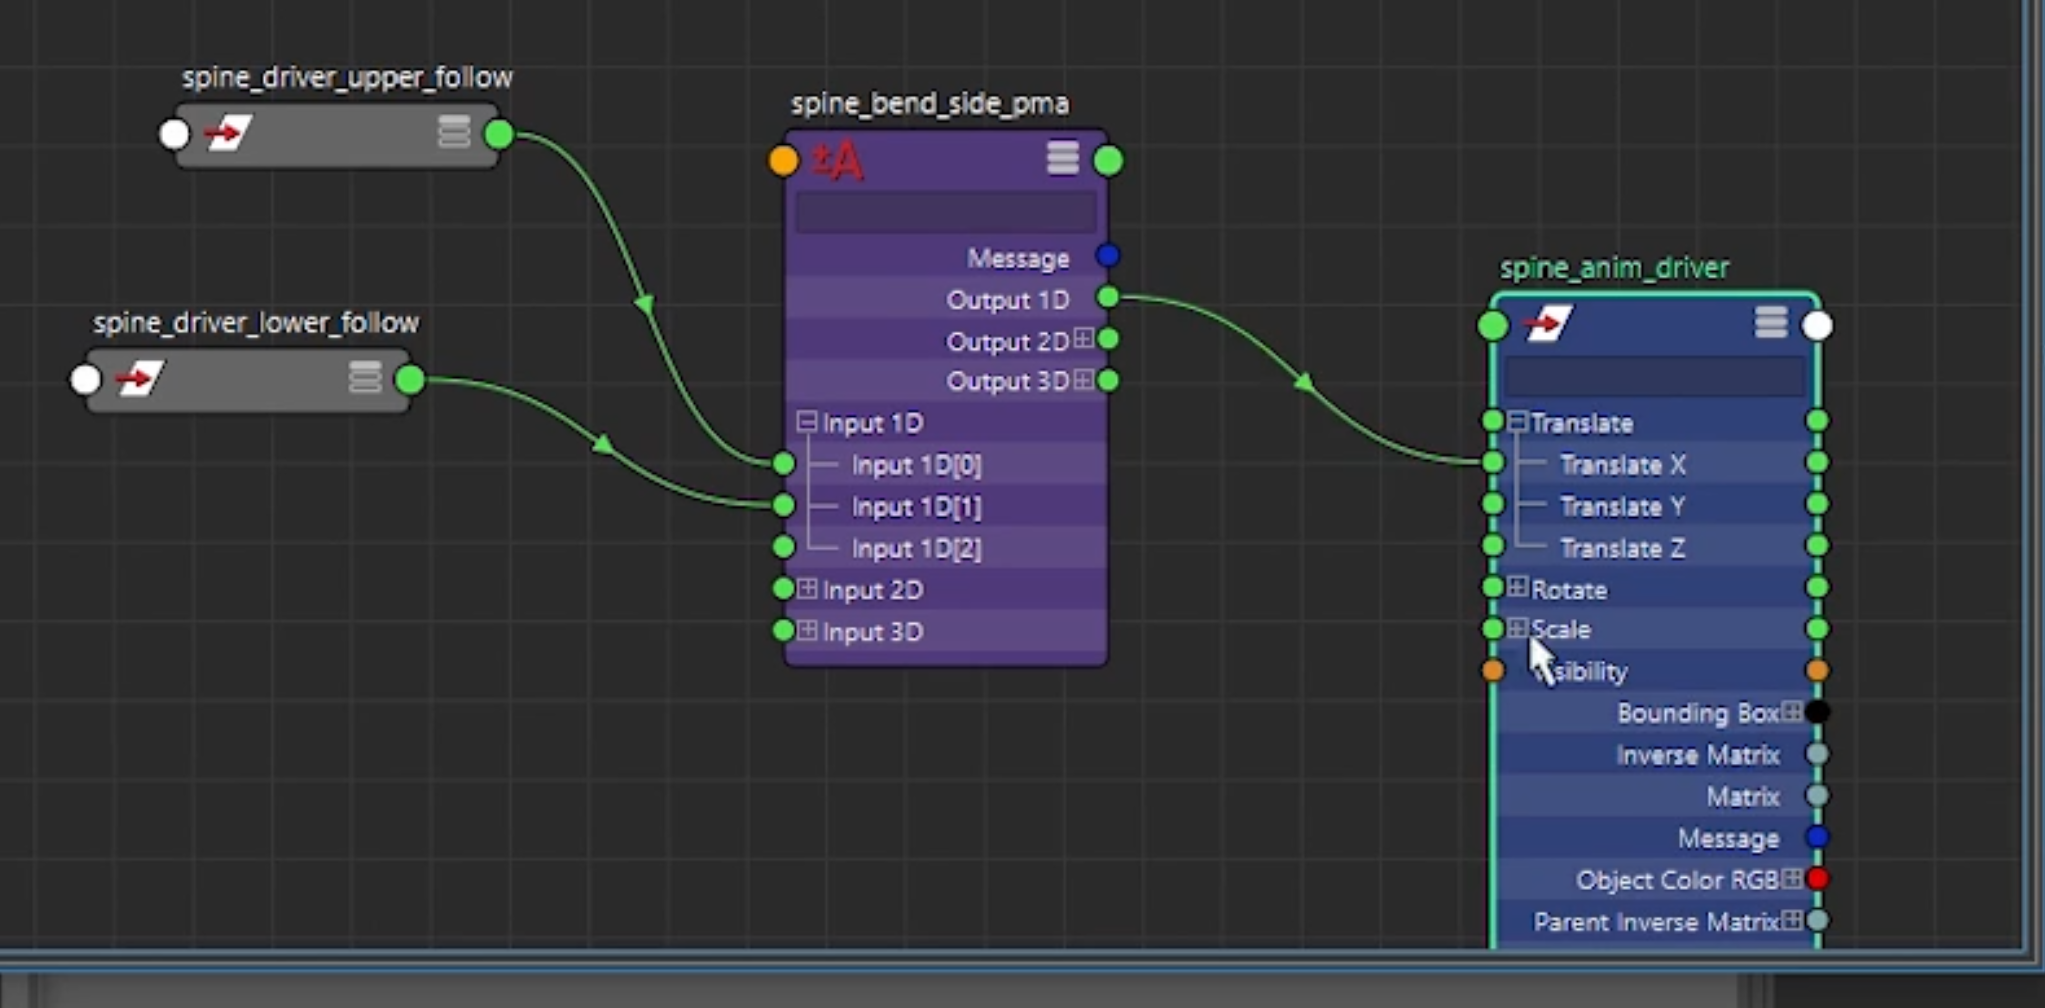 spine_driver_upper_follow
spine_driver_lower_follow
spine_bend_side_pma
±A
Message
Output 1D
Output 2D
Output 3D
Input 1D
Input 1D[0]
Input 1D[1]
Input 1D[2]
Input 2D
Input 3D
spine_anim_driver
Translate
Translate X
Translate Y
Translate Z
Rotate
Scale
sibility
Bounding Box
Inverse Matrix
Matrix
Message
Object Color RGB
Parent Inverse Matrix